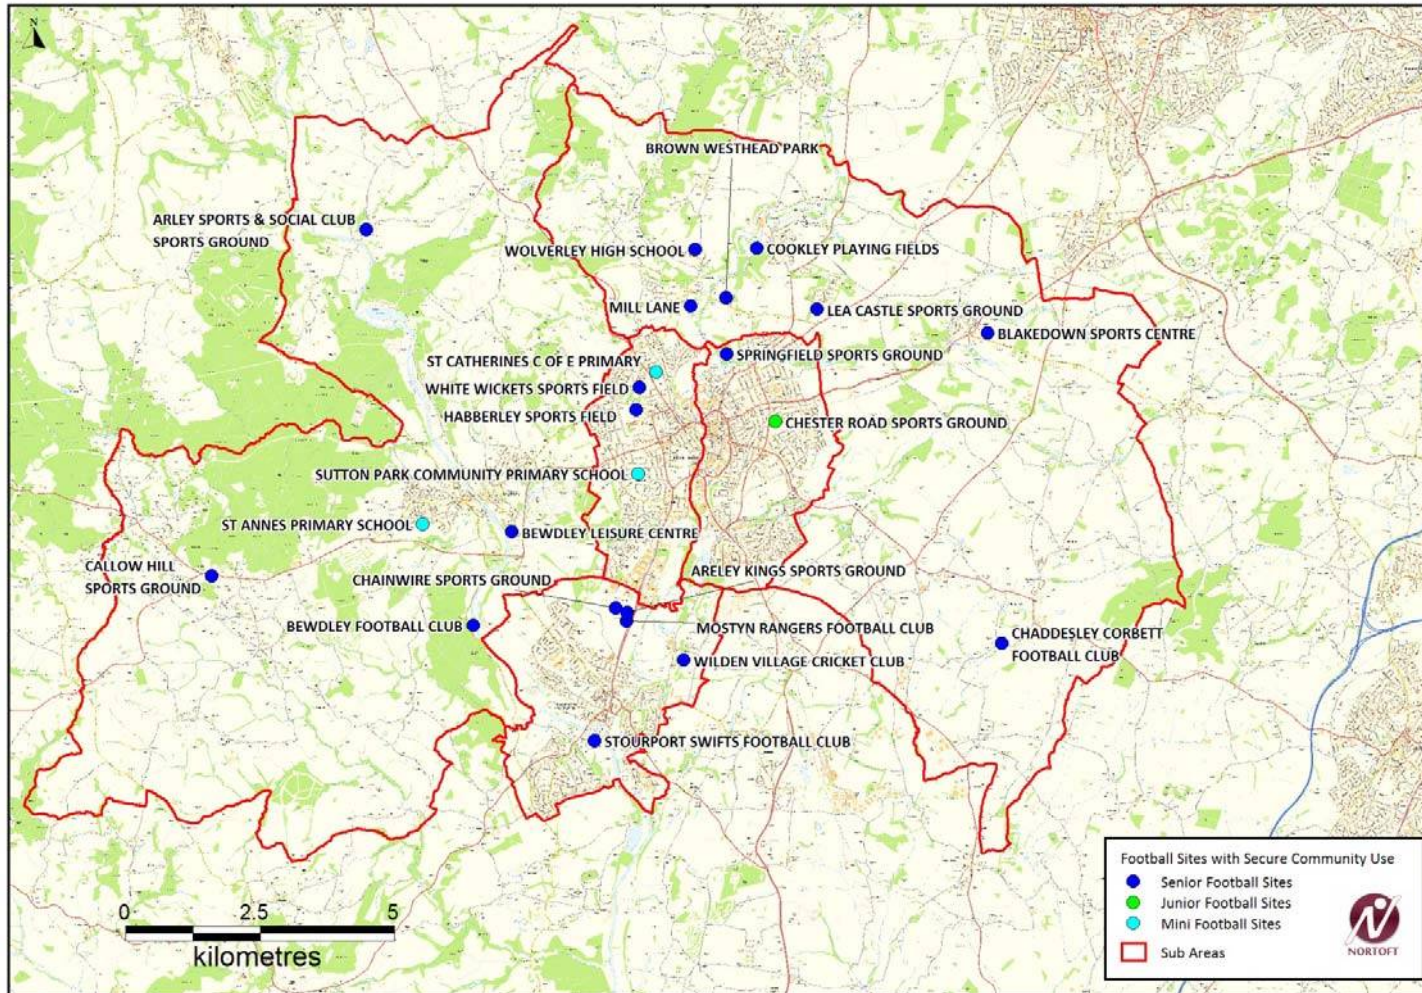 N
BROWN WESTHEAD PARK
ARLEY SPORTS & SOCIAL CLUB
SPORTS GROUND
WOLVERLEY HIGH SCHOOL
COOKLEY PLAYING FIELDS
MILL LANE
LEA CASTLE SPORTS GROUND
BLAKEDOWN SPORTS CENTRE
ST CATHERINES C OF E PRIMARY
SPRINGFIELD SPORTS GROUND
WHITE WICKETS SPORTS FIELD
HABBERLEY SPORTS FIELD
CHESTER ROAD SPORTS GROUND
SUTTON PARK COMMUNITY PRIMARY SCHOOL
ST ANNES PRIMARY SCHOOL
BEWDLEY LEISURE CENTRE
CALLOW HILL
SPORTS GROUND
CHAINWIRE SPORTS GROUND
ARELEY KINGS SPORTS GROUND
BEWDLEY FOOTBALL CLUB
MOSTYN RANGERS FOOTBALL CLUB
CHADDESLEY CORBETT
FOOTBALL CLUB
WILDEN VILLAGE CRICKET CLUB
STOURPORT SWIFTS FOOTBALL CLUB
0 2.5 5
kilometres
Football Sites with Secure Community Use
Senior Football Sites
Junior Football Sites
Mini Football Sites
Sub Areas
NORTOFT